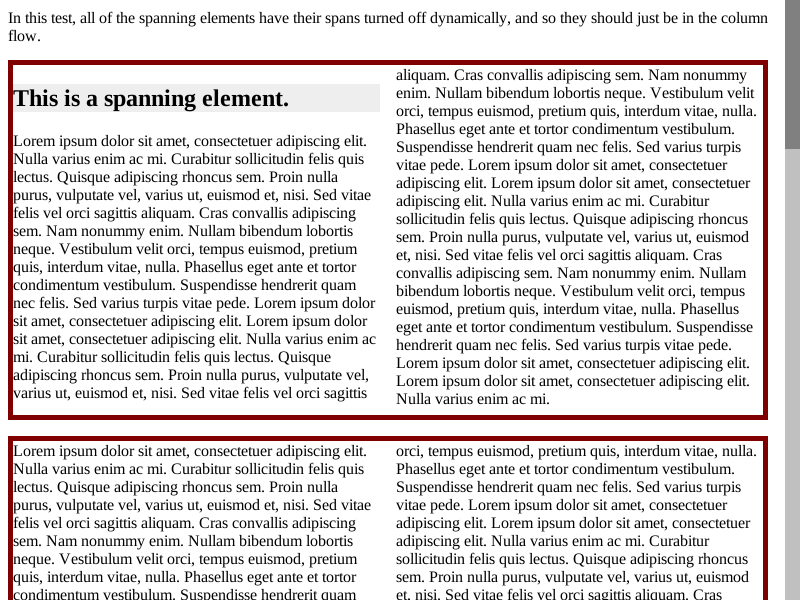 In this test, all of the spanning elements have their spans turned off dynamically, and so they should just be in the column
flow.
This is a spanning element.
Lorem ipsum dolor sit amet, consectetuer adipiscing elit.
Nulla varius enim ac mi. Curabitur sollicitudin felis quis
lectus. Quisque adipiscing rhoncus sem. Proin nulla
purus, vulputate vel, varius ut, euismod et, nisi. Sed vitae
felis vel orci sagittis aliquam. Cras convallis adipiscing
sem. Nam nonummy enim. Nullam bibendum lobortis
neque. Vestibulum velit orci, tempus euismod, pretium
quis, interdum vitae, nulla. Phasellus eget ante et tortor
condimentum vestibulum. Suspendisse hendrerit quam
nec felis. Sed varius turpis vitae pede. Lorem ipsum dolor
sit amet, consectetuer adipiscing elit. Lorem ipsum dolor
sit amet, consectetuer adipiscing elit. Nulla varius enim ac
mi. Curabitur sollicitudin felis quis lectus. Quisque
adipiscing rhoncus sem. Proin nulla purus, vulputate vel,
varius ut, euismod et, nisi. Sed vitae felis vel orci sagittis
aliquam. Cras convallis adipiscing sem. Nam nonummy
enim. Nullam bibendum lobortis neque. Vestibulum velit
orci, tempus euismod, pretium quis, interdum vitae, nulla.
Phasellus eget ante et tortor condimentum vestibulum.
Suspendisse hendrerit quam nec felis. Sed varius turpis
vitae pede. Lorem ipsum dolor sit amet, consectetuer
adipiscing elit. Lorem ipsum dolor sit amet, consectetuer
adipiscing elit. Nulla varius enim ac mi. Curabitur
sollicitudin felis quis lectus. Quisque adipiscing rhoncus
sem. Proin nulla purus, vulputate vel, varius ut, euismod
et, nisi. Sed vitae felis vel orci sagittis aliquam. Cras
convallis adipiscing sem. Nam nonummy enim. Nullam
bibendum lobortis neque. Vestibulum velit orci, tempus
euismod, pretium quis, interdum vitae, nulla. Phasellus
eget ante et tortor condimentum vestibulum. Suspendisse
hendrerit quam nec felis. Sed varius turpis vitae pede.
Lorem ipsum dolor sit amet, consectetuer adipiscing elit.
Lorem ipsum dolor sit amet, consectetuer adipiscing elit.
Nulla varius enim ac mi.
Lorem ipsum dolor sit amet, consectetuer adipiscing elit.
Nulla varius enim ac mi. Curabitur sollicitudin felis quis
lectus. Quisque adipiscing rhoncus sem. Proin nulla
purus, vulputate vel, varius ut, euismod et, nisi. Sed vitae
felis vel orci sagittis aliquam. Cras convallis adipiscing
sem. Nam nonummy enim. Nullam bibendum lobortis
neque. Vestibulum velit orci, tempus euismod, pretium
quis, interdum vitae, nulla. Phasellus eget ante et tortor
condimentum vestibulum. Suspendisse hendrerit quam
orci, tempus euismod, pretium quis, interdum vitae, nulla.
Phasellus eget ante et tortor condimentum vestibulum.
Suspendisse hendrerit quam nec felis. Sed varius turpis
vitae pede. Lorem ipsum dolor sit amet, consectetuer
adipiscing elit. Lorem ipsum dolor sit amet, consectetuer
adipiscing elit. Nulla varius enim ac mi. Curabitur
sollicitudin felis quis lectus. Quisque adipiscing rhoncus
sem. Proin nulla purus, vulputate vel, varius ut, euismod
et, nisi. Sed vitae felis vel orci sagittis aliquam. Cras